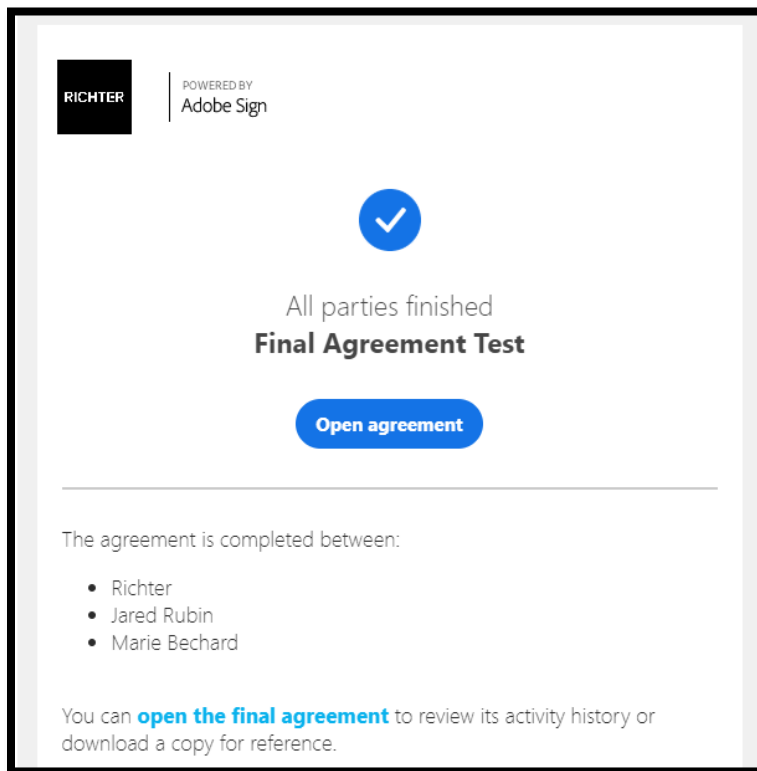 RICHTER
POWERED BY
Adobe Sign
All parties finished
Final Agreement Test
Open agreement
The agreement is completed between:
• Richter
• Jared Rubin
• Marie Bechard
You can open the final agreement to review its activity history or
download a copy for reference.